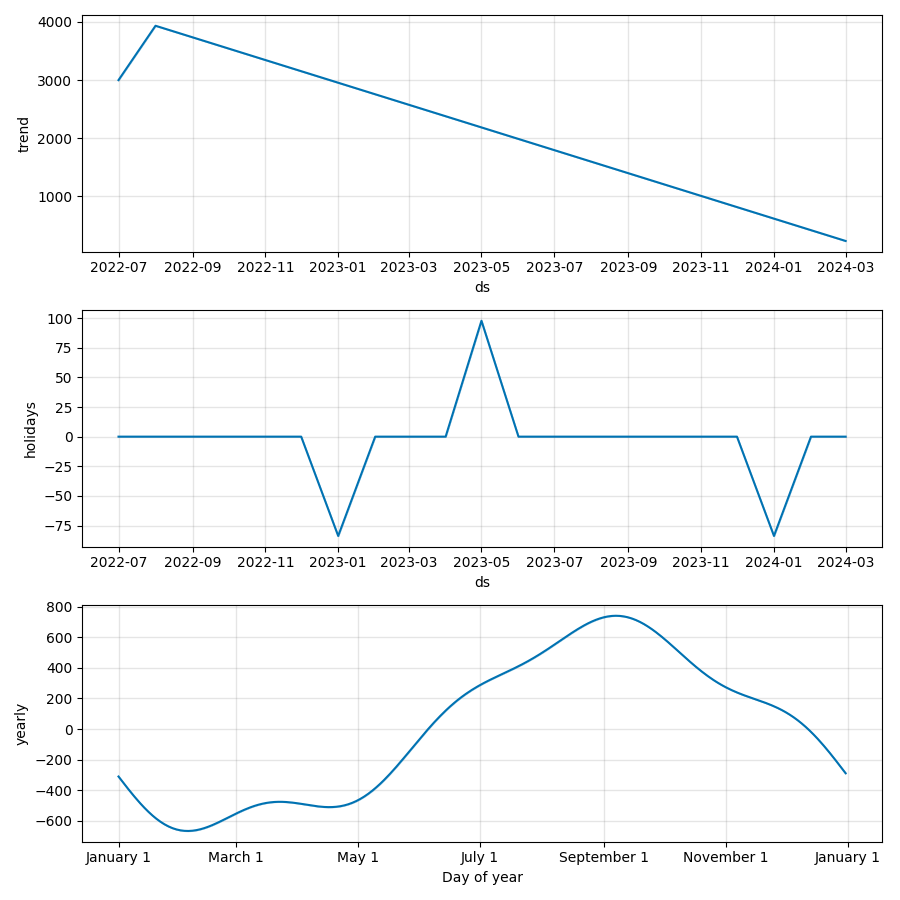 4000
3000
2000
1000
trend
2022-07 2022-09 2022-11 2023-01 2023-03 2023-05 2023-07 2023-09 2023-11 2024-01 2024-03
ds
100
75
50
25
0
−25
−50
−75
holidays
2022-07 2022-09 2022-11 2023-01 2023-03 2023-05 2023-07 2023-09 2023-11 2024-01 2024-03
ds
800
600
400
200
0
−200
−400
−600
yearly
January 1 March 1 May 1 July 1 September 1 November 1 January 1
Day of year